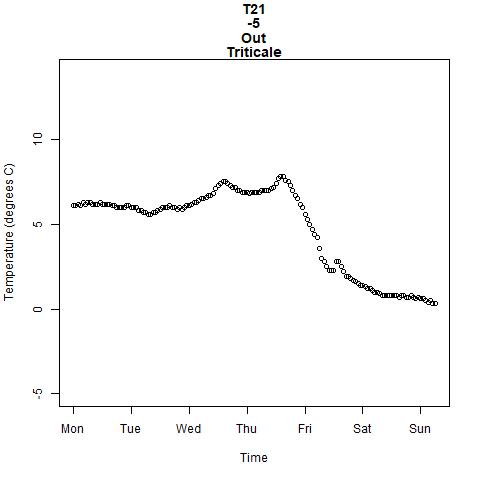 T21
-5
Out
Triticale
Temperature (degrees C)
10
5
0
-5
Mon Tue Wed Thu Fri Sat Sun
Time